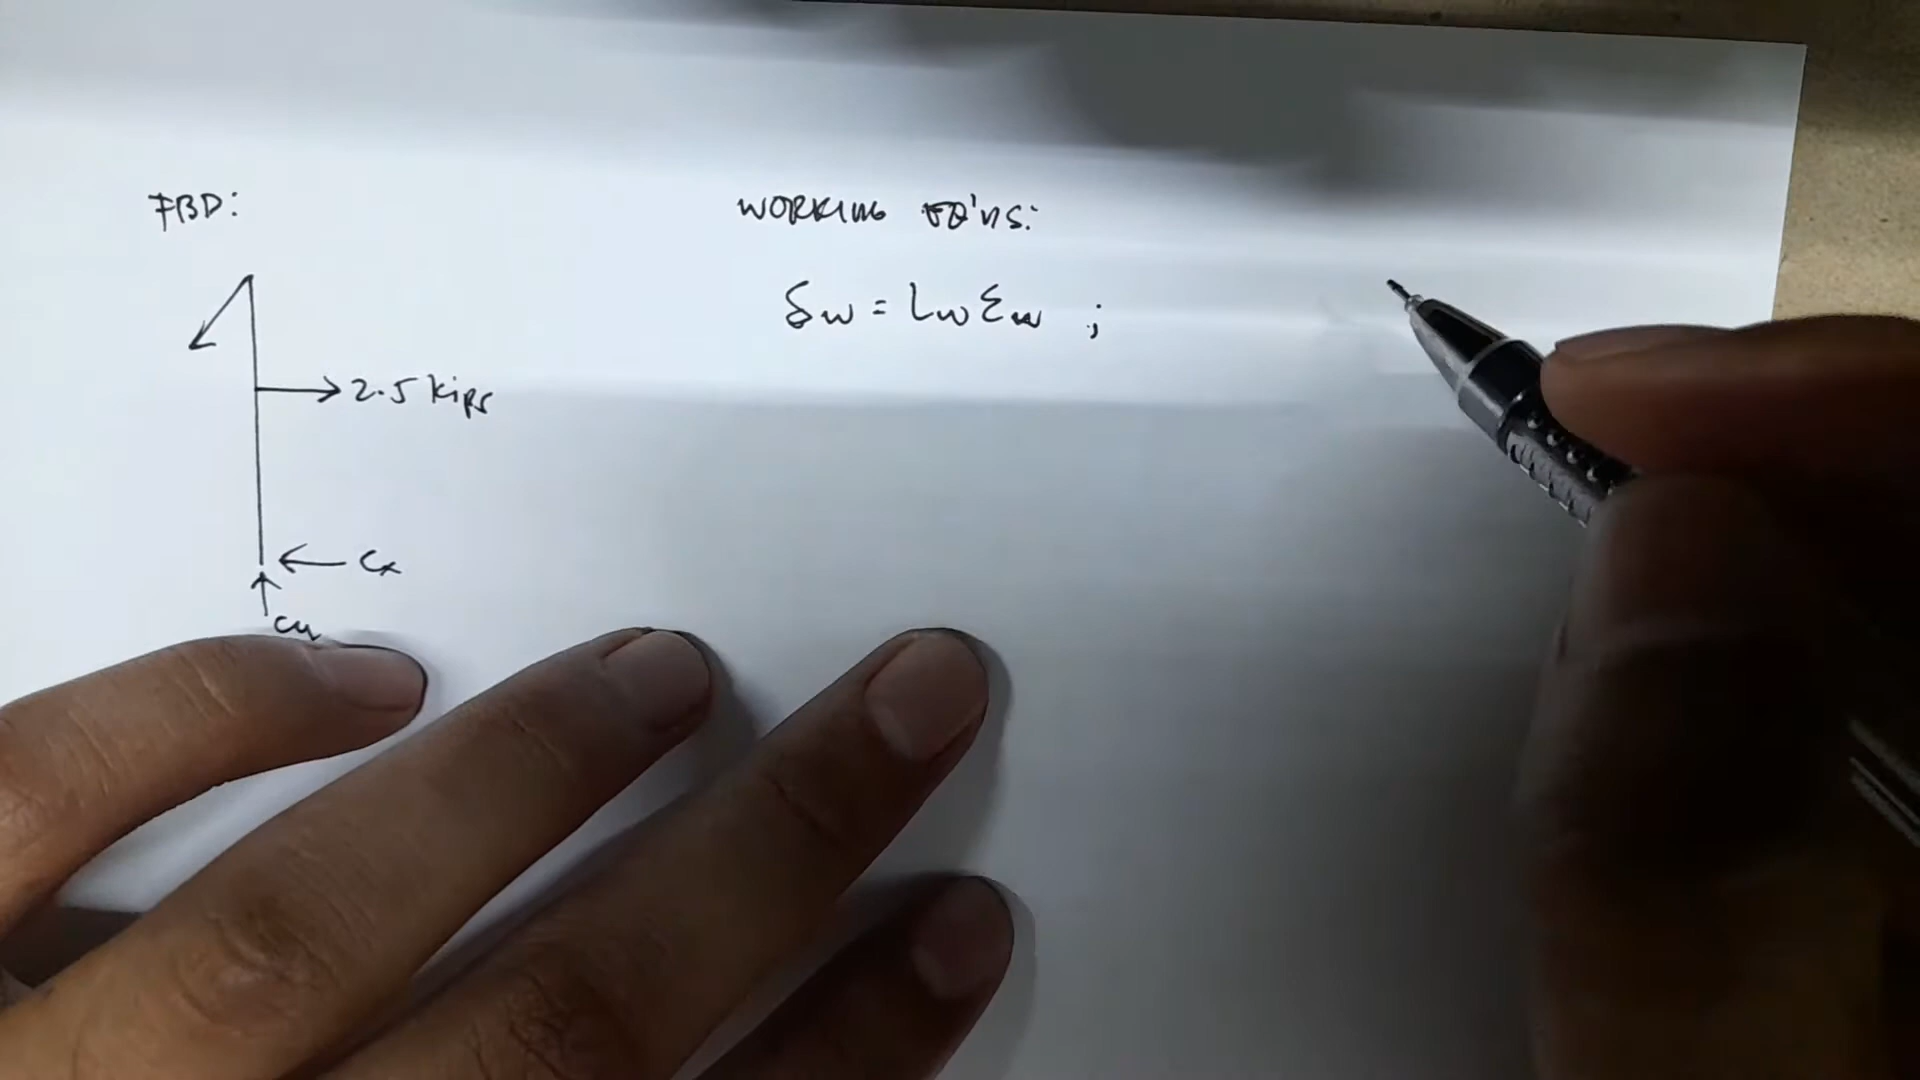 FBD:
WORKING EQ'NS:
δw = Lw εw ;
2.5 kips
Cx
Cy